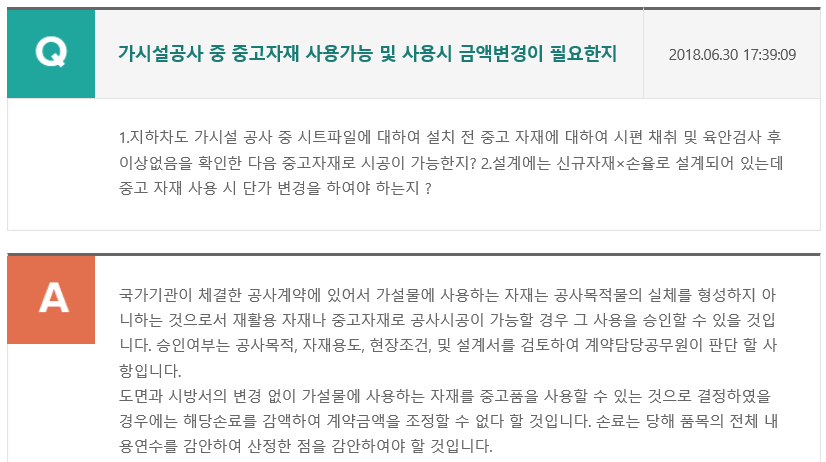 Q
가시설공사 중 중고자재 사용가능 및 사용시 금액변경이 필요한지
2018.06.30 17:39:09
1.지하차도 가시설 공사 중 시트파일에 대하여 설치 전 중고 자재에 대하여 시편 채취 및 육안검사 후
이상없음을 확인한 다음 중고자재로 시공이 가능한지? 2.설계에는 신규자재×손율로 설계되어 있는데
중고 자재 사용 시 단가 변경을 하여야 하는지 ?
A
국가기관이 체결한 공사계약에 있어서 가설물에 사용하는 자재는 공사목적물의 실체를 형성하지 아
니하는 것으로서 재활용 자재나 중고자재로 공사시공이 가능할 경우 그 사용을 승인할 수 있을 것입
니다. 승인여부는 공사목적, 자재용도, 현장조건, 및 설계서를 검토하여 계약담당공무원이 판단 할 사
항입니다.
도면과 시방서의 변경 없이 가설물에 사용하는 자재를 중고품을 사용할 수 있는 것으로 결정하였을
경우에는 해당손료를 감액하여 계약금액을 조정할 수 없다 할 것입니다. 손료는 당해 품목의 전체 내
용연수를 감안하여 산정한 점을 감안하여야 할 것입니다.